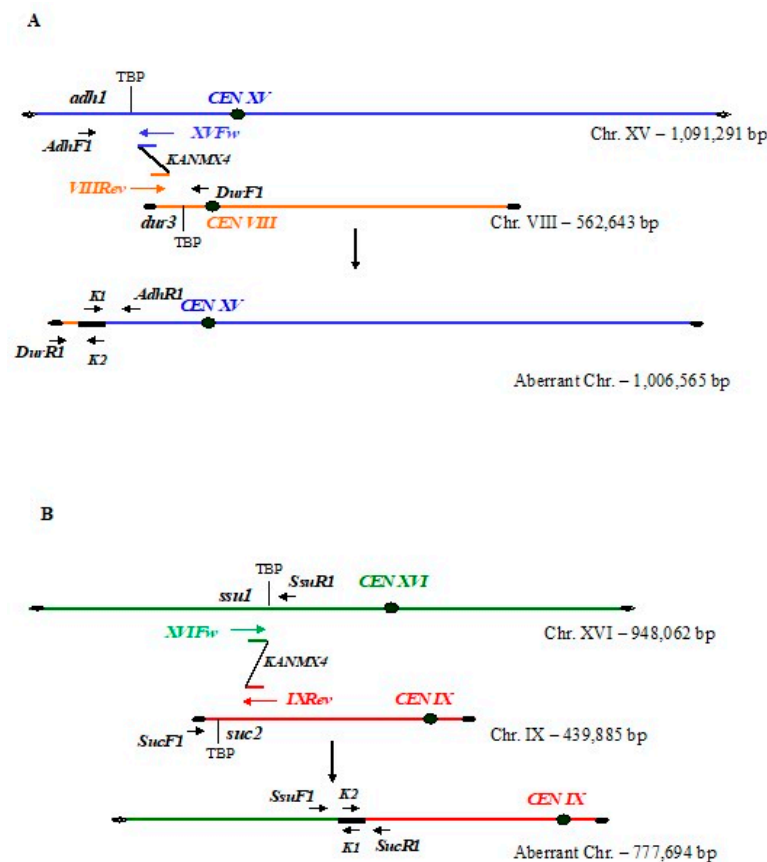 A
TBP
adh1
CEN XV
AdhF1
XVFw
Chr. XV – 1,091,291 bp
KANMX4
VIIIRev
DurF1
dur3
CEN VIII
Chr. VIII – 562,643 bp
TBP
K1
AdhR1
CEN XV
DurR1
K2
Aberrant Chr. – 1,006,565 bp
B
TBP
SsuR1
CEN XVI
ssu1
XVIFw
Chr. XVI – 948,062 bp
KANMX4
IXRev
CEN IX
SucF1
suc2
Chr. IX – 439,885 bp
TBP
SsuF1
K2
CEN IX
K1
SucR1
Aberrant Chr. – 777,694 bp